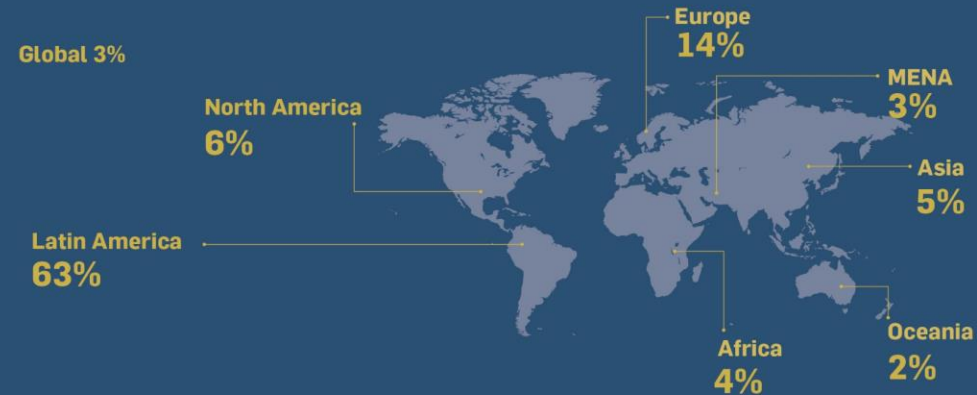 Global 3%
Europe
14%
MENA
3%
North America
6%
Asia
5%
Latin America
63%
Oceania
2%
Africa
4%